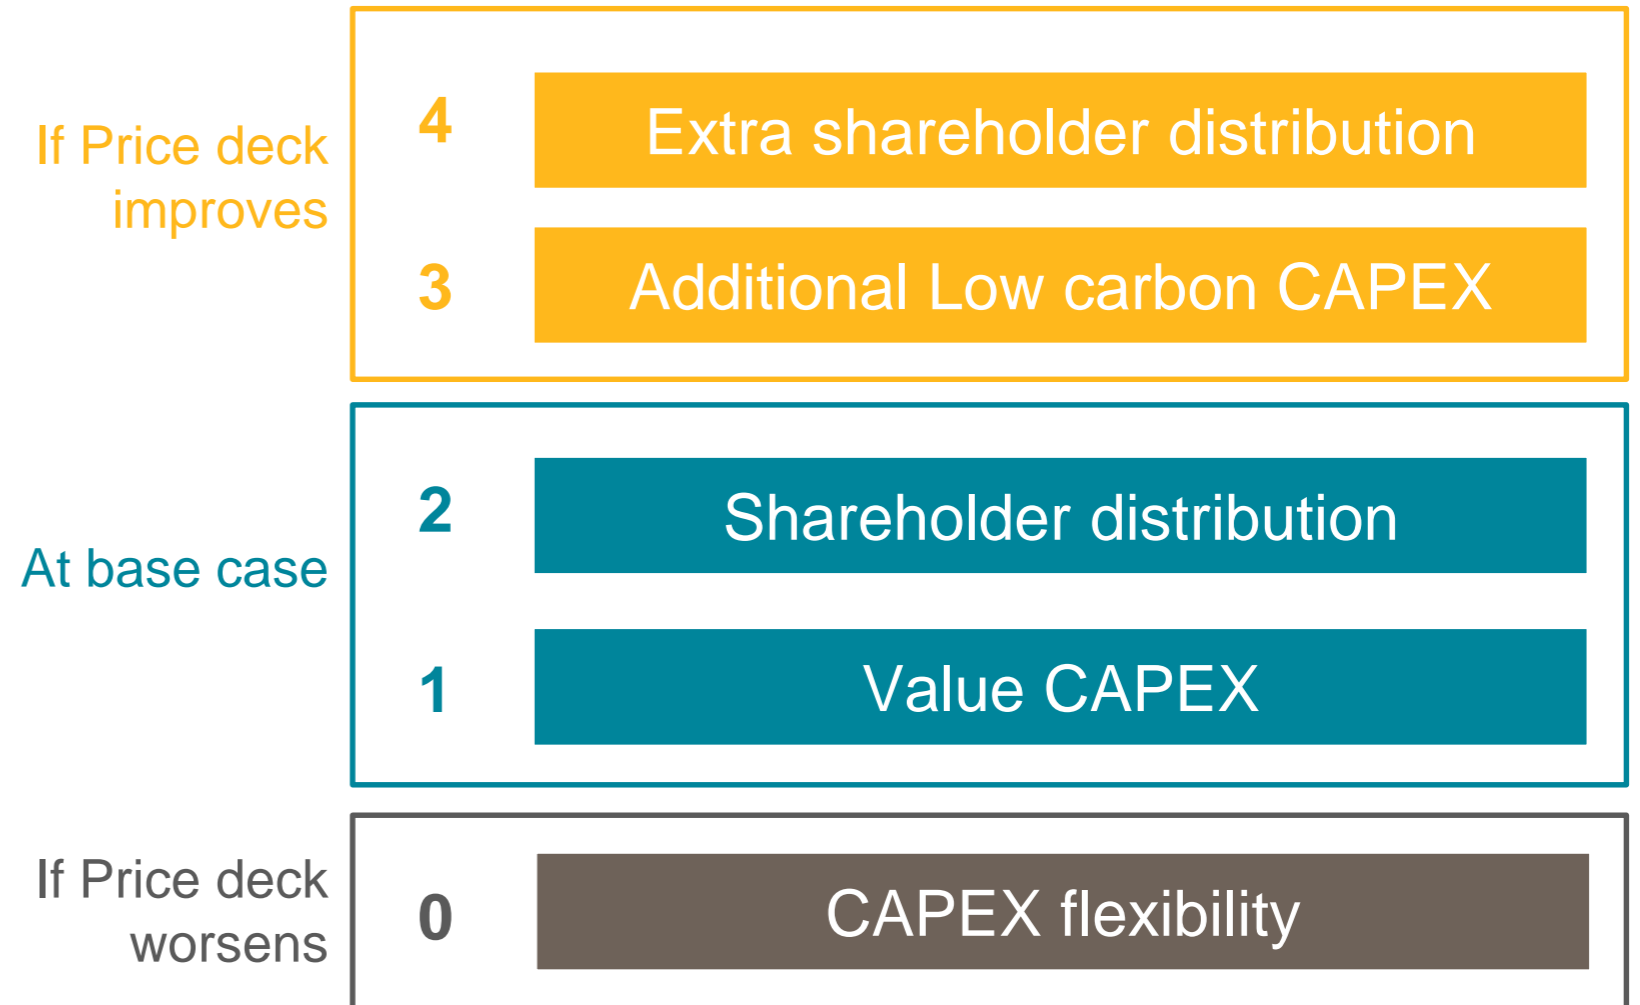 If Price deck
improves
4
Extra shareholder distribution
3
Additional Low carbon CAPEX
At base case
2
Shareholder distribution
1
Value CAPEX
If Price deck
worsens
0
CAPEX flexibility